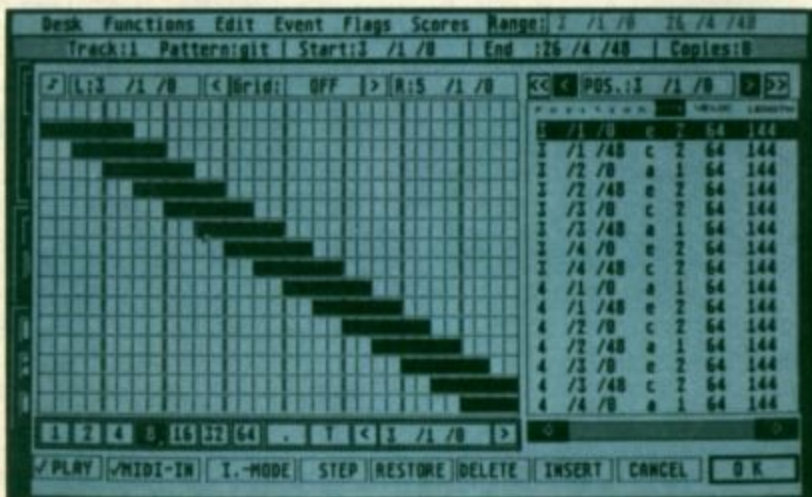 Desk Functions Edit Event Flags Scores Range: 3 /1 /0 26 /4 /48
Track:1 Pattern:git Start:3 /1 /0 End :26 /4 /48 Copies:0
L:3 /1 /0 < Grid: OFF > R:5 /1 /0 << < POS.:3 /1 /0 > >>
Position VELOC LENGTH
3 /1 /0 e 2 64 144
3 /1 /48 c 2 64 144
3 /2 /0 a 1 64 144
3 /2 /48 e 2 64 144
3 /3 /0 c 2 64 144
3 /3 /48 a 1 64 144
3 /4 /0 e 2 64 144
3 /4 /48 c 2 64 144
4 /1 /0 a 1 64 144
4 /1 /48 e 2 64 144
4 /2 /0 c 2 64 144
4 /2 /48 a 1 64 144
4 /3 /0 e 2 64 144
4 /3 /48 c 2 64 144
4 /4 /0 a 1 64 144
1 2 4 8 16 32 64 . T < 3 /1 /0 >
✓PLAY ✓MIDI-IN I.-MODE STEP RESTORE DELETE INSERT CANCEL OK